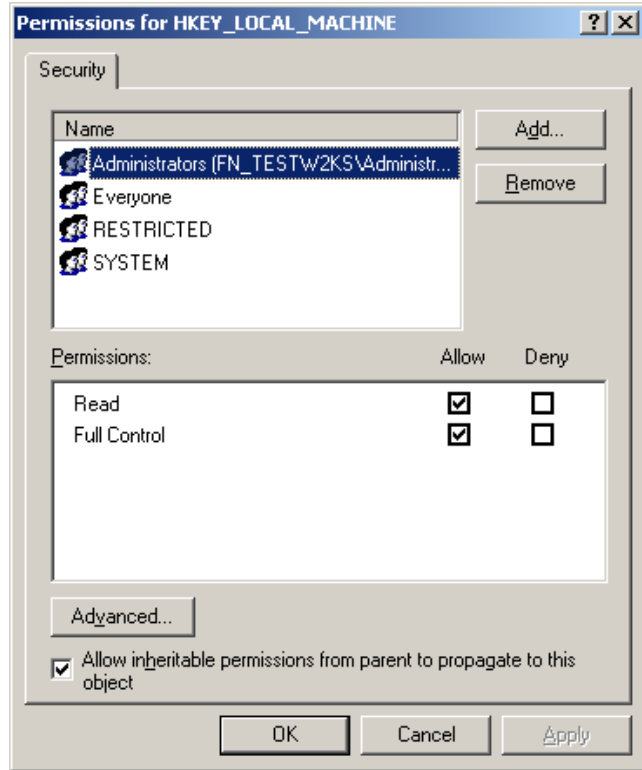 Permissions for HKEY_LOCAL_MACHINE
Security
Name
Administrators (FN_TESTW2KS\Administr...
Everyone
RESTRICTED
SYSTEM
Add...
Remove
Permissions: Allow Deny
Read
Full Control
Advanced...
Allow inheritable permissions from parent to propagate to this
object
OK Cancel Apply